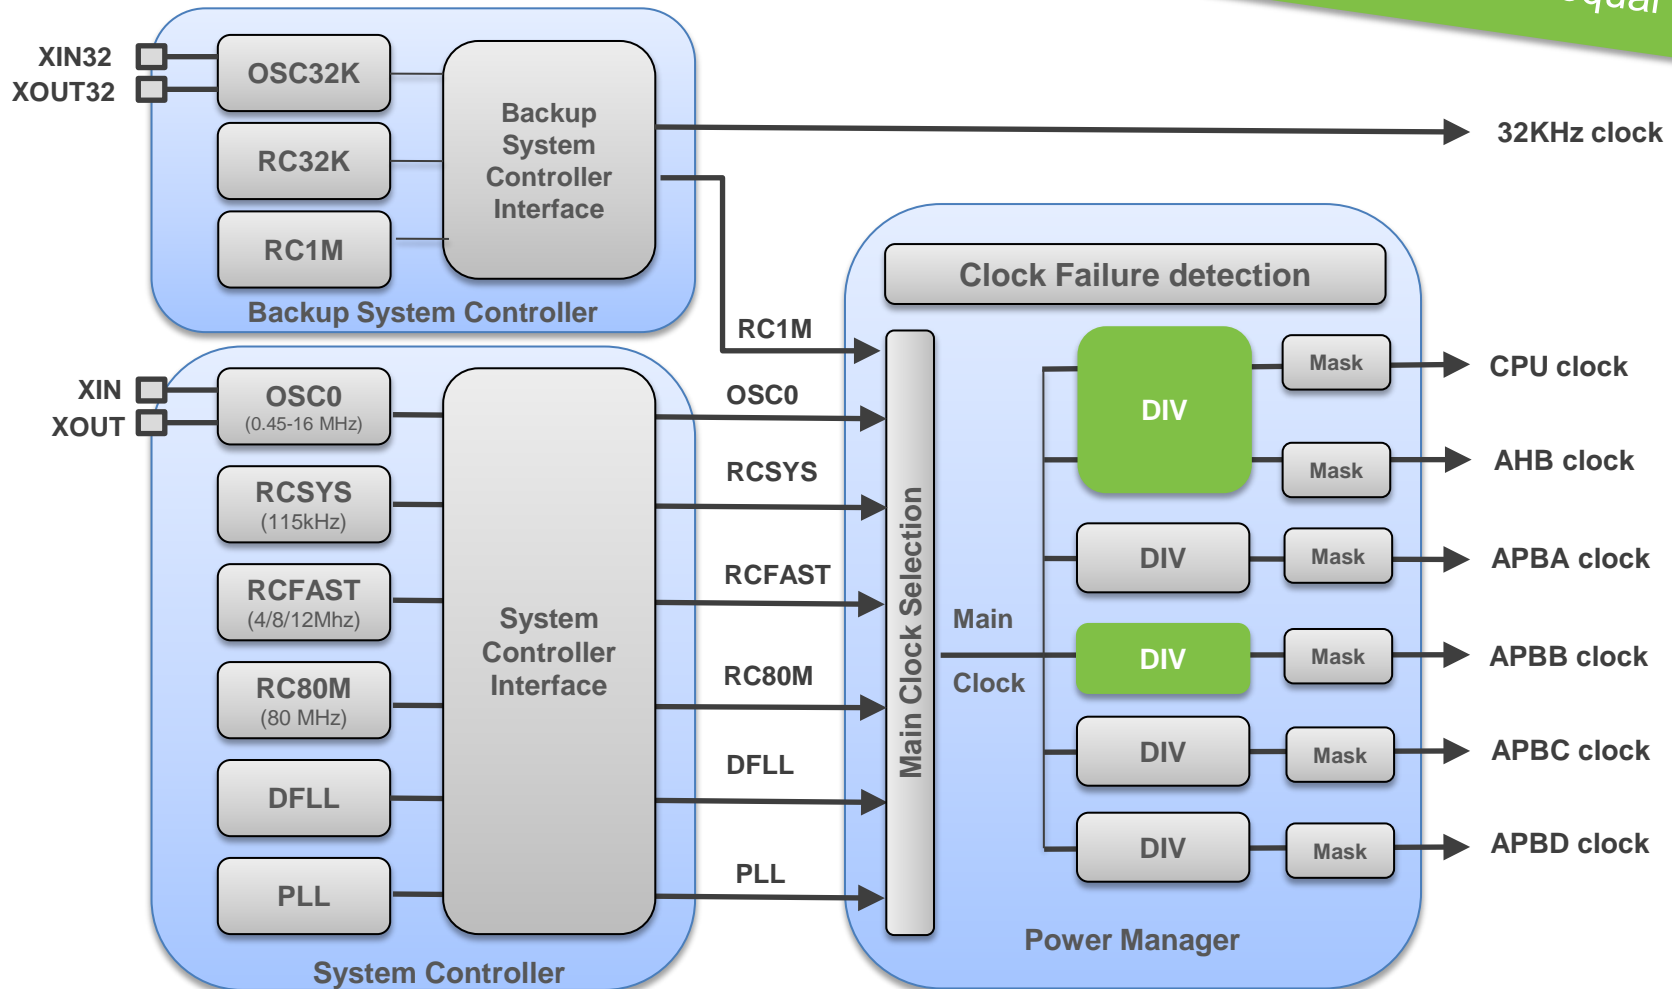 equal
XIN32
XOUT32
OSC32K
RC32K
RC1M
Backup
System
Controller
Interface
Backup System Controller
32KHz clock
XIN
XOUT
OSC0
(0.45-16 MHz)
RCSYS
(115kHz)
RCFAST
(4/8/12Mhz)
RC80M
(80 MHz)
DFLL
PLL
System
Controller
Interface
System Controller
RC1M
OSC0
RCSYS
RCFAST
RC80M
DFLL
PLL
Clock Failure detection
Main Clock Selection
Main
Clock
DIV
DIV
DIV
DIV
DIV
Mask
Mask
Mask
Mask
Mask
Mask
Power Manager
CPU clock
AHB clock
APBA clock
APBB clock
APBC clock
APBD clock